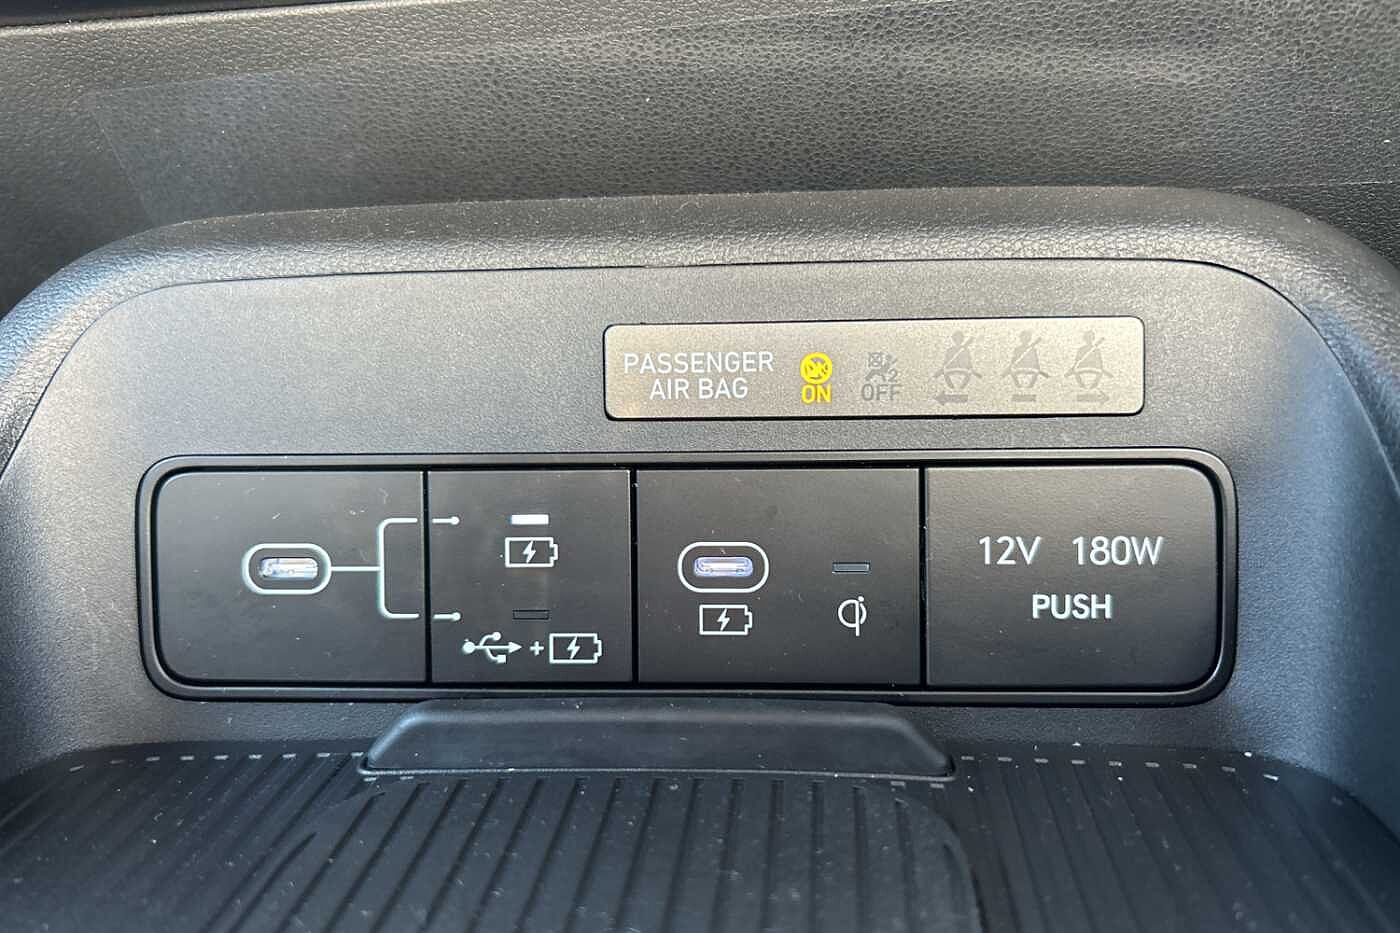 PASSENGER
AIR BAG
ON
OFF
12V 180W
PUSH